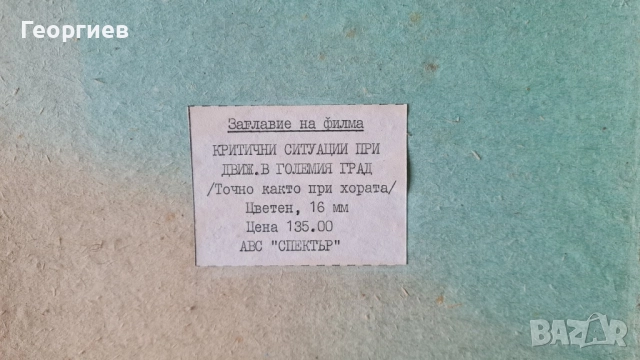 Георгиев
Заглавие на филма
КРИТИЧНИ СИТУАЦИИ ПРИ
ДВИЖ.В ГОЛЕМИЯ ГРАД
/Точно както при хората/
Цветен, 16 мм
Цена 135.00
АВС "СПЕКТЪР"
BAZAR